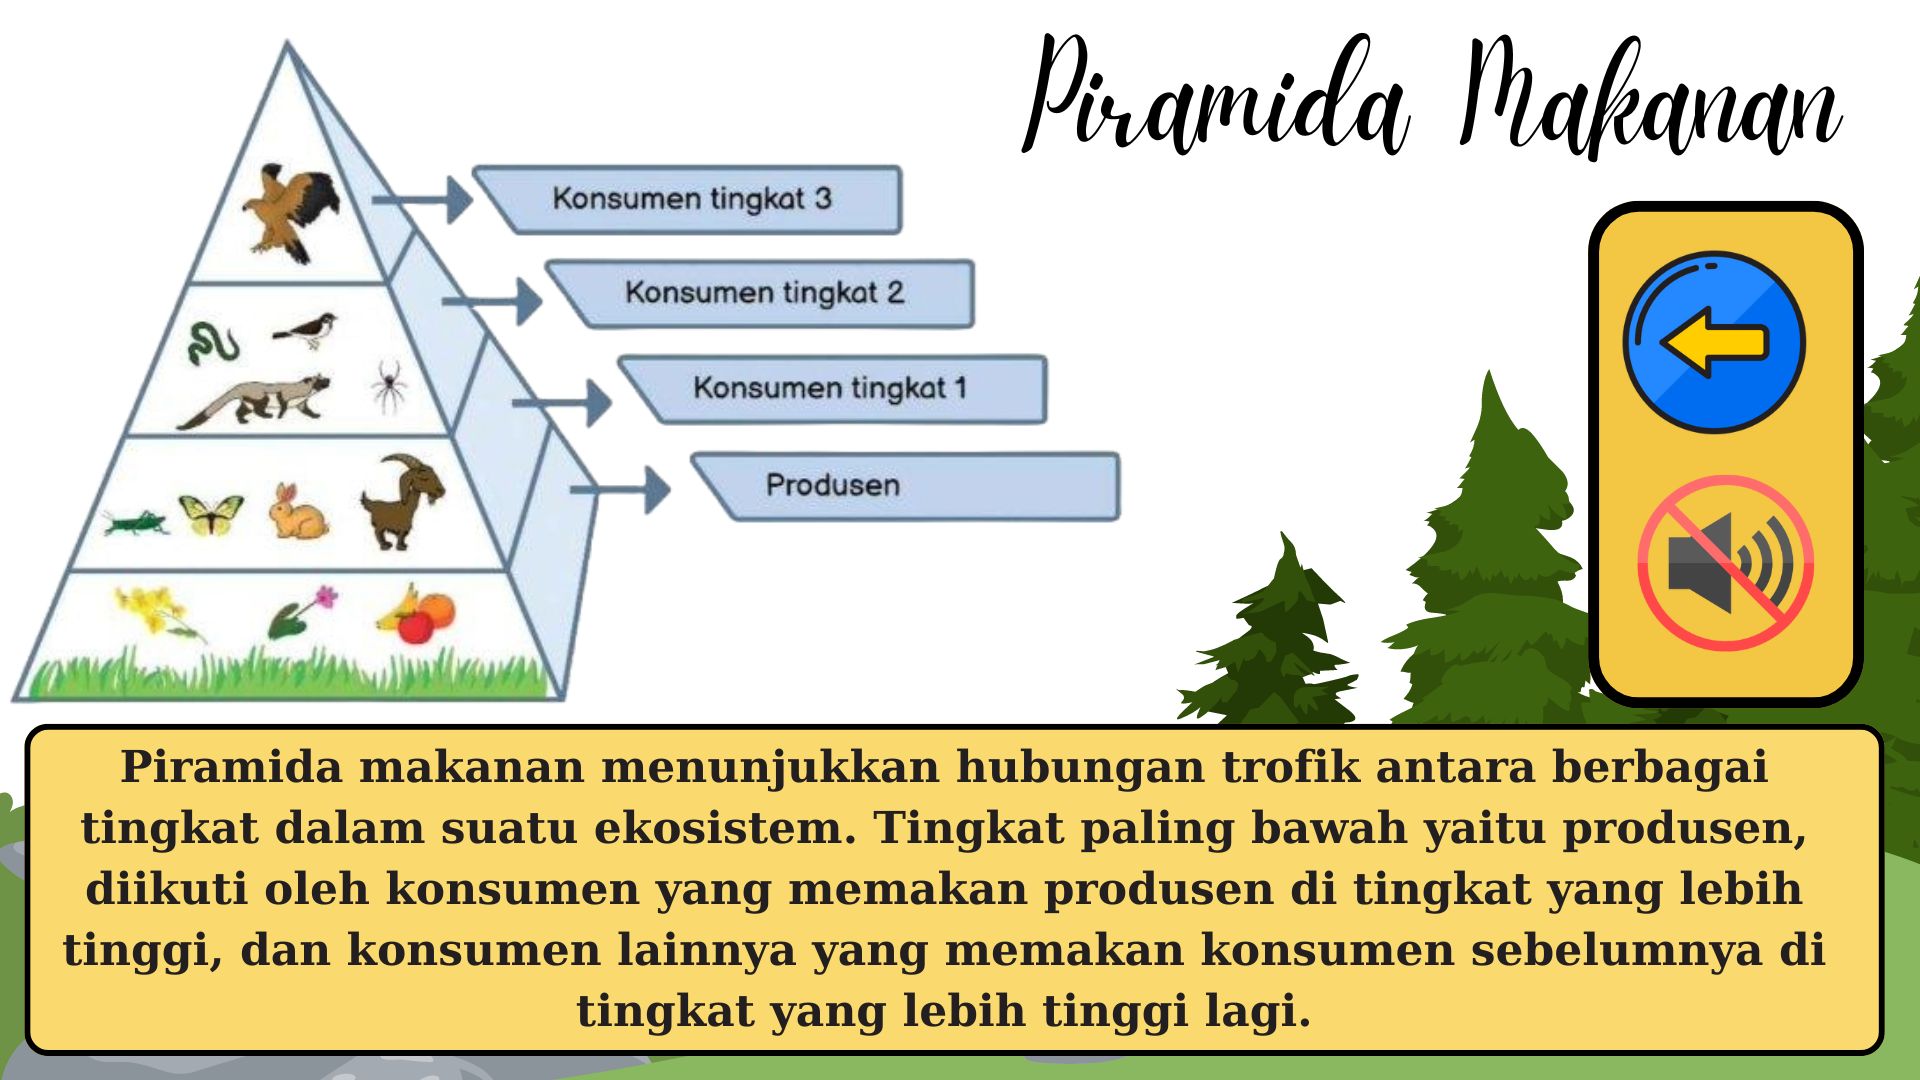 Piramida Makanan
Konsumen tingkat 3
Konsumen tingkat 2
Konsumen tingkat 1
Produsen
Piramida makanan menunjukkan hubungan trofik antara berbagai
tingkat dalam suatu ekosistem. Tingkat paling bawah yaitu produsen,
diikuti oleh konsumen yang memakan produsen di tingkat yang lebih
tinggi, dan konsumen lainnya yang memakan konsumen sebelumnya di
tingkat yang lebih tinggi lagi.